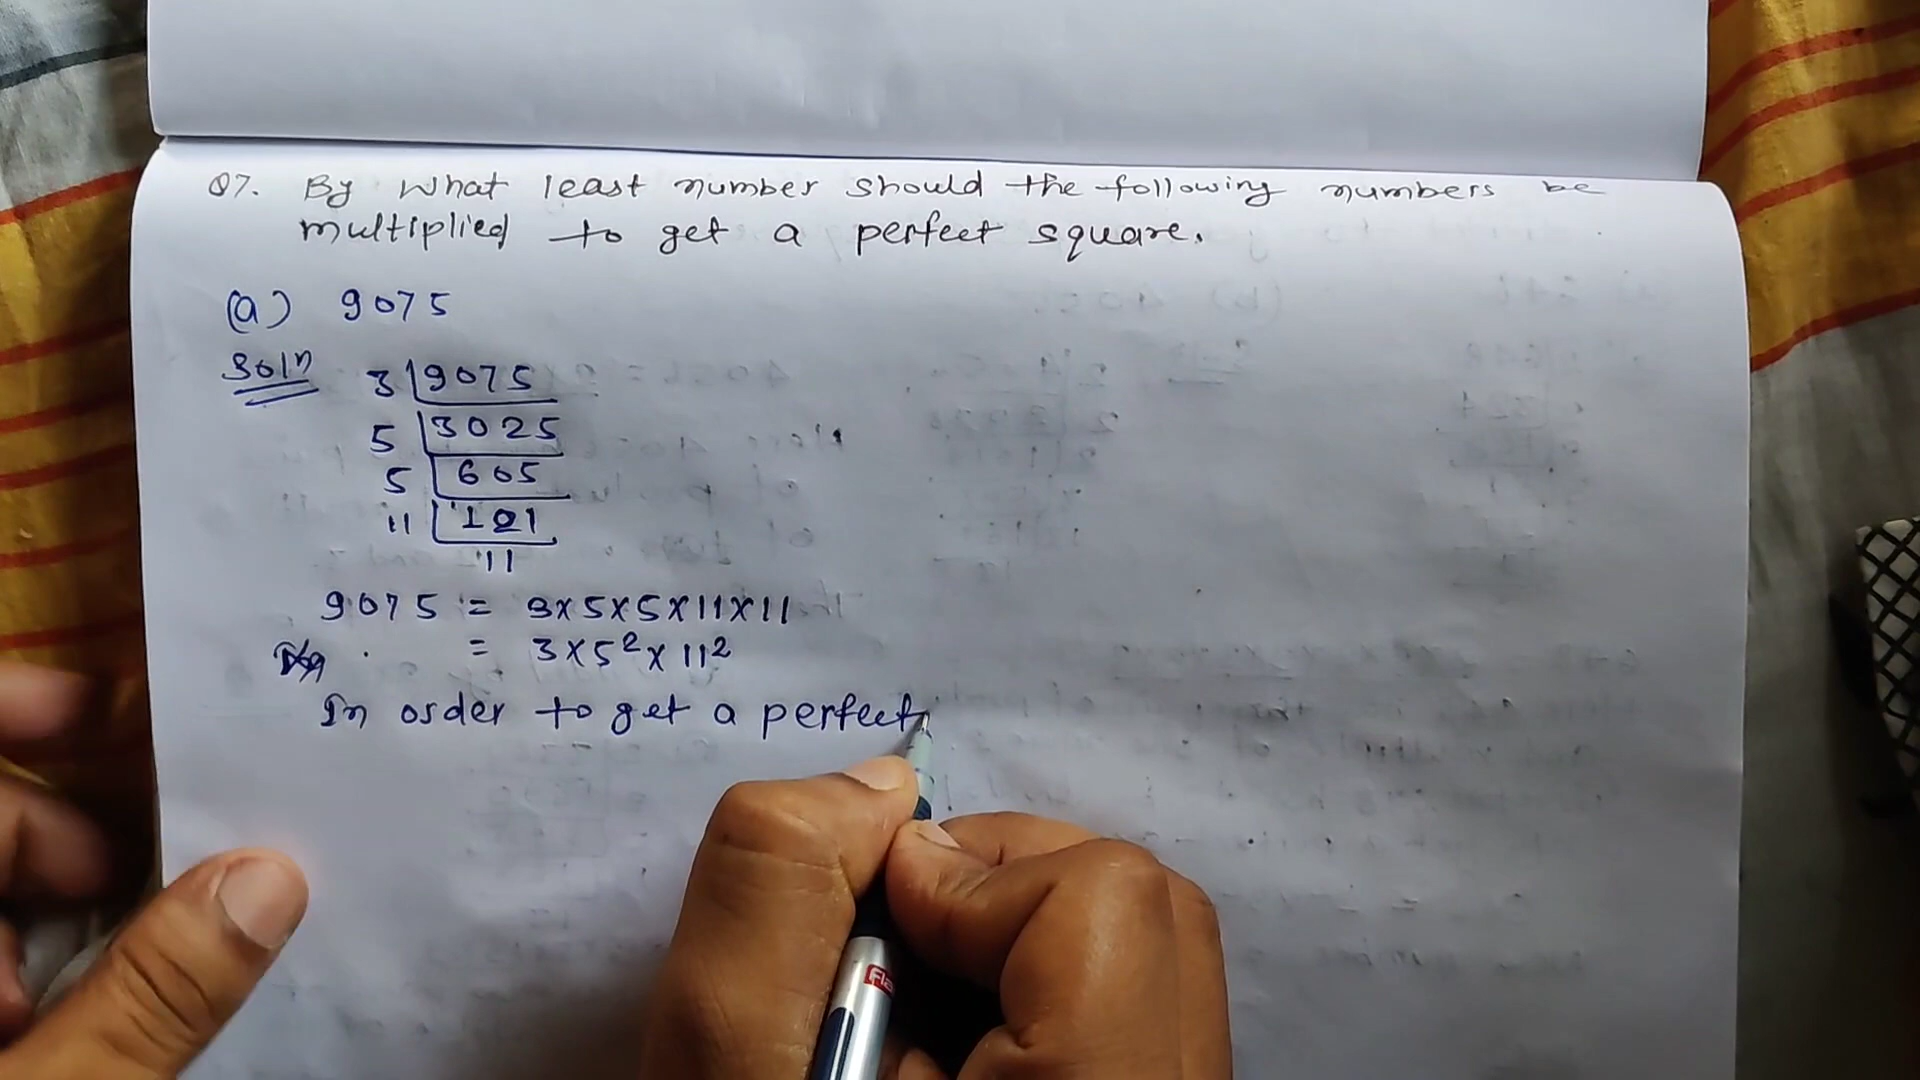 Q7. By what least number should the following numbers be
multiplied to get a perfect square.
(a) 9075
Soln
3 | 9075
5 | 3025
5 | 605
11 | 121
11
9075 = 3×5×5×11×11
= 3×5²×11²
In order to get a perfect
Fla